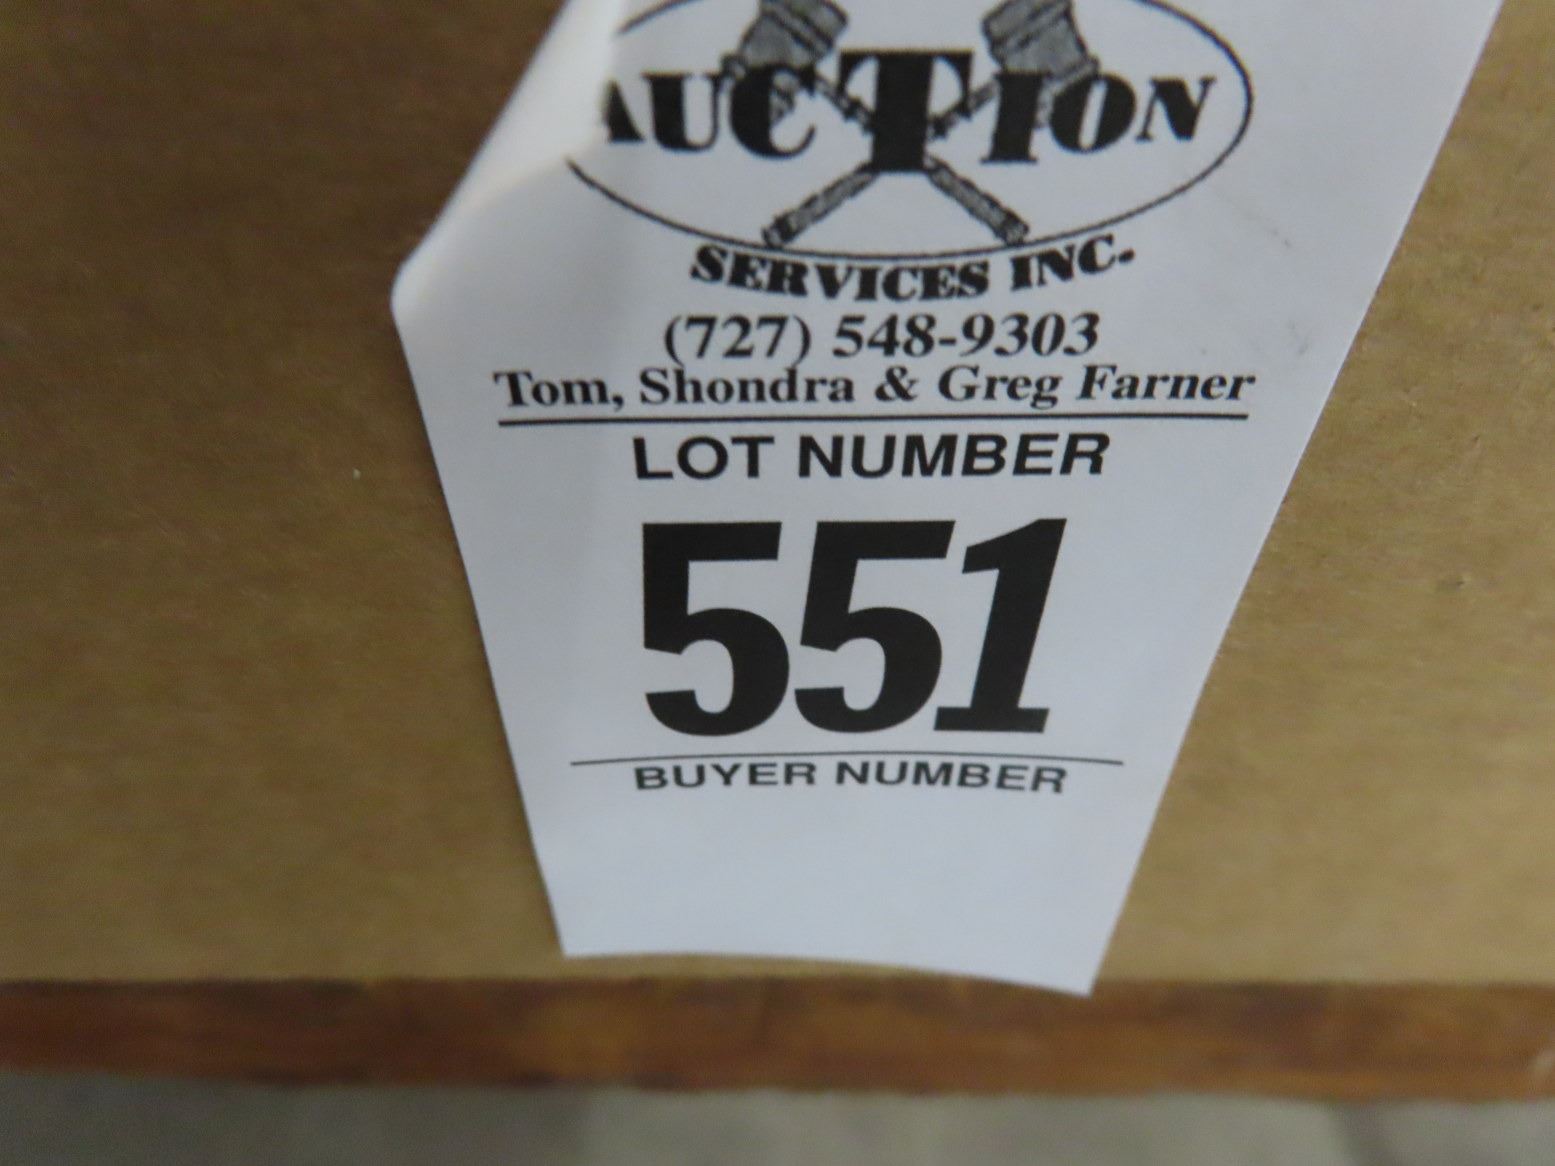 AUCTION
SERVICES INC.
(727) 548-9303
Tom, Shondra & Greg Farner
LOT NUMBER
551
BUYER NUMBER